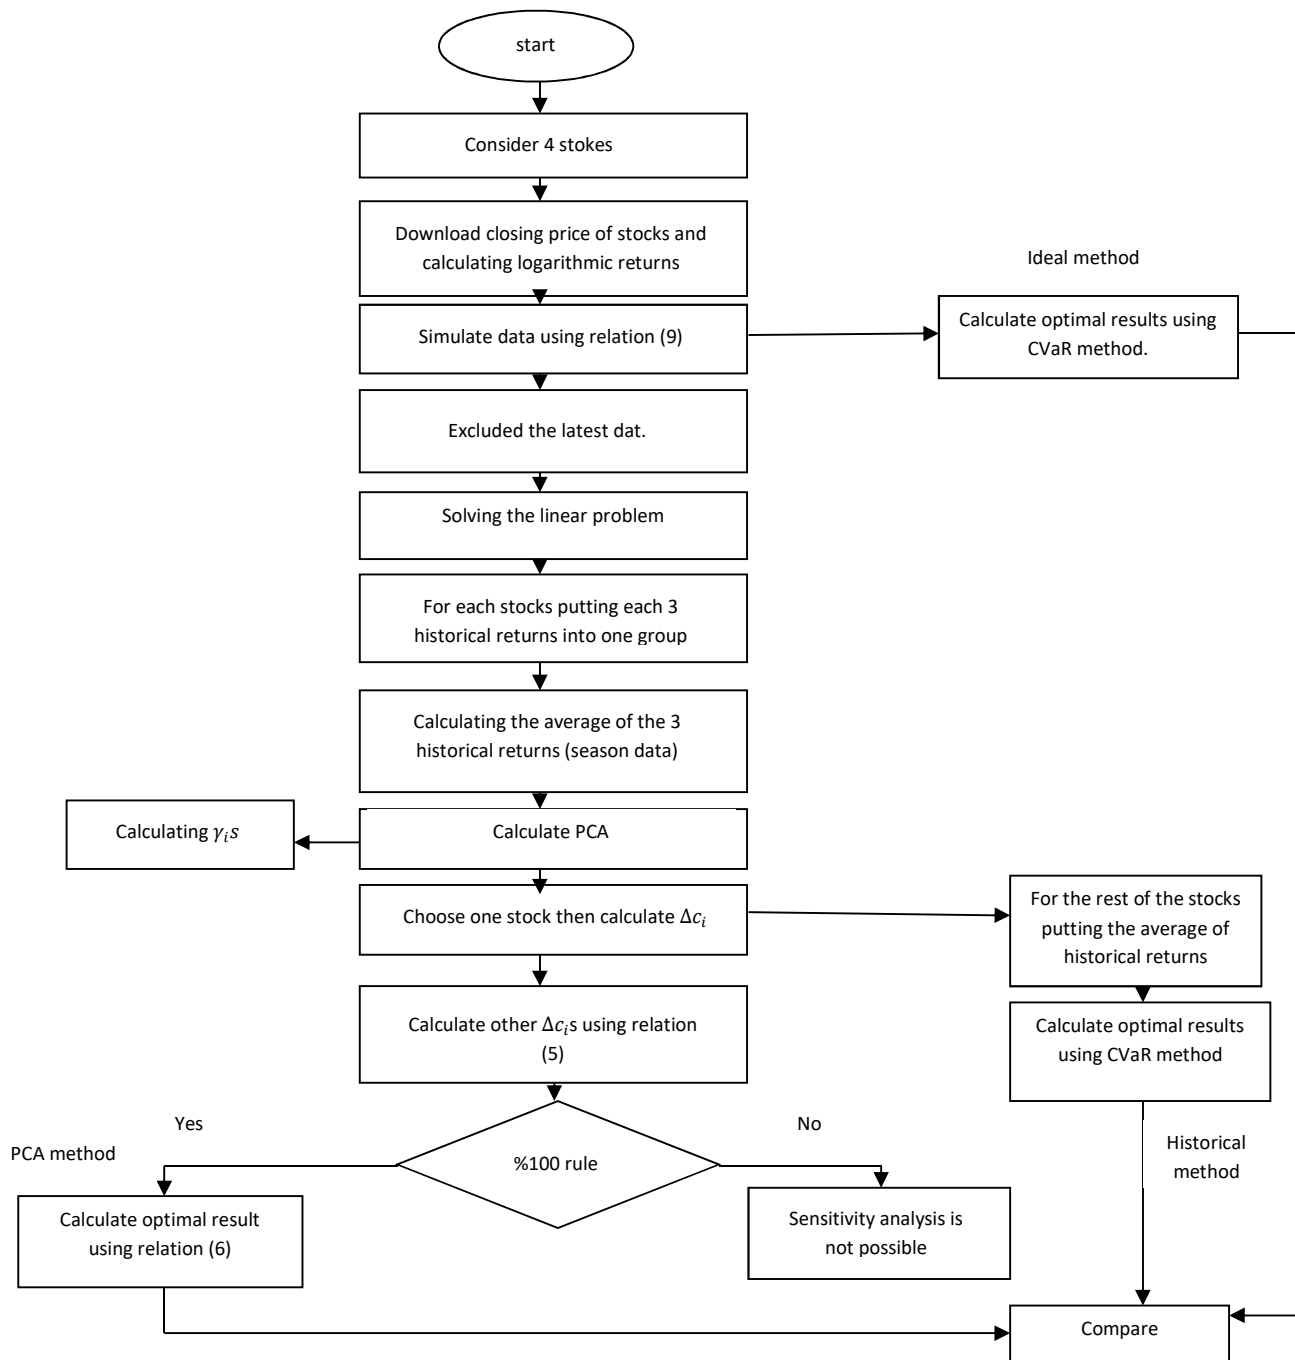 start
Consider 4 stokes
Download closing price of stocks and
calculating logarithmic returns
Ideal method
Simulate data using relation (9)
Calculate optimal results using
CVaR method.
Excluded the latest dat.
Solving the linear problem
For each stocks putting each 3
historical returns into one group
Calculating the average of the 3
historical returns (season data)
Calculating γᵢs
Calculate PCA
Choose one stock then calculate Δcᵢ
For the rest of the stocks
putting the average of
historical returns
Calculate other Δcᵢs using relation
(5)
Calculate optimal results
using CVaR method
Yes
No
PCA method
%100 rule
Historical
method
Calculate optimal result
using relation (6)
Sensitivity analysis is
not possible
Compare